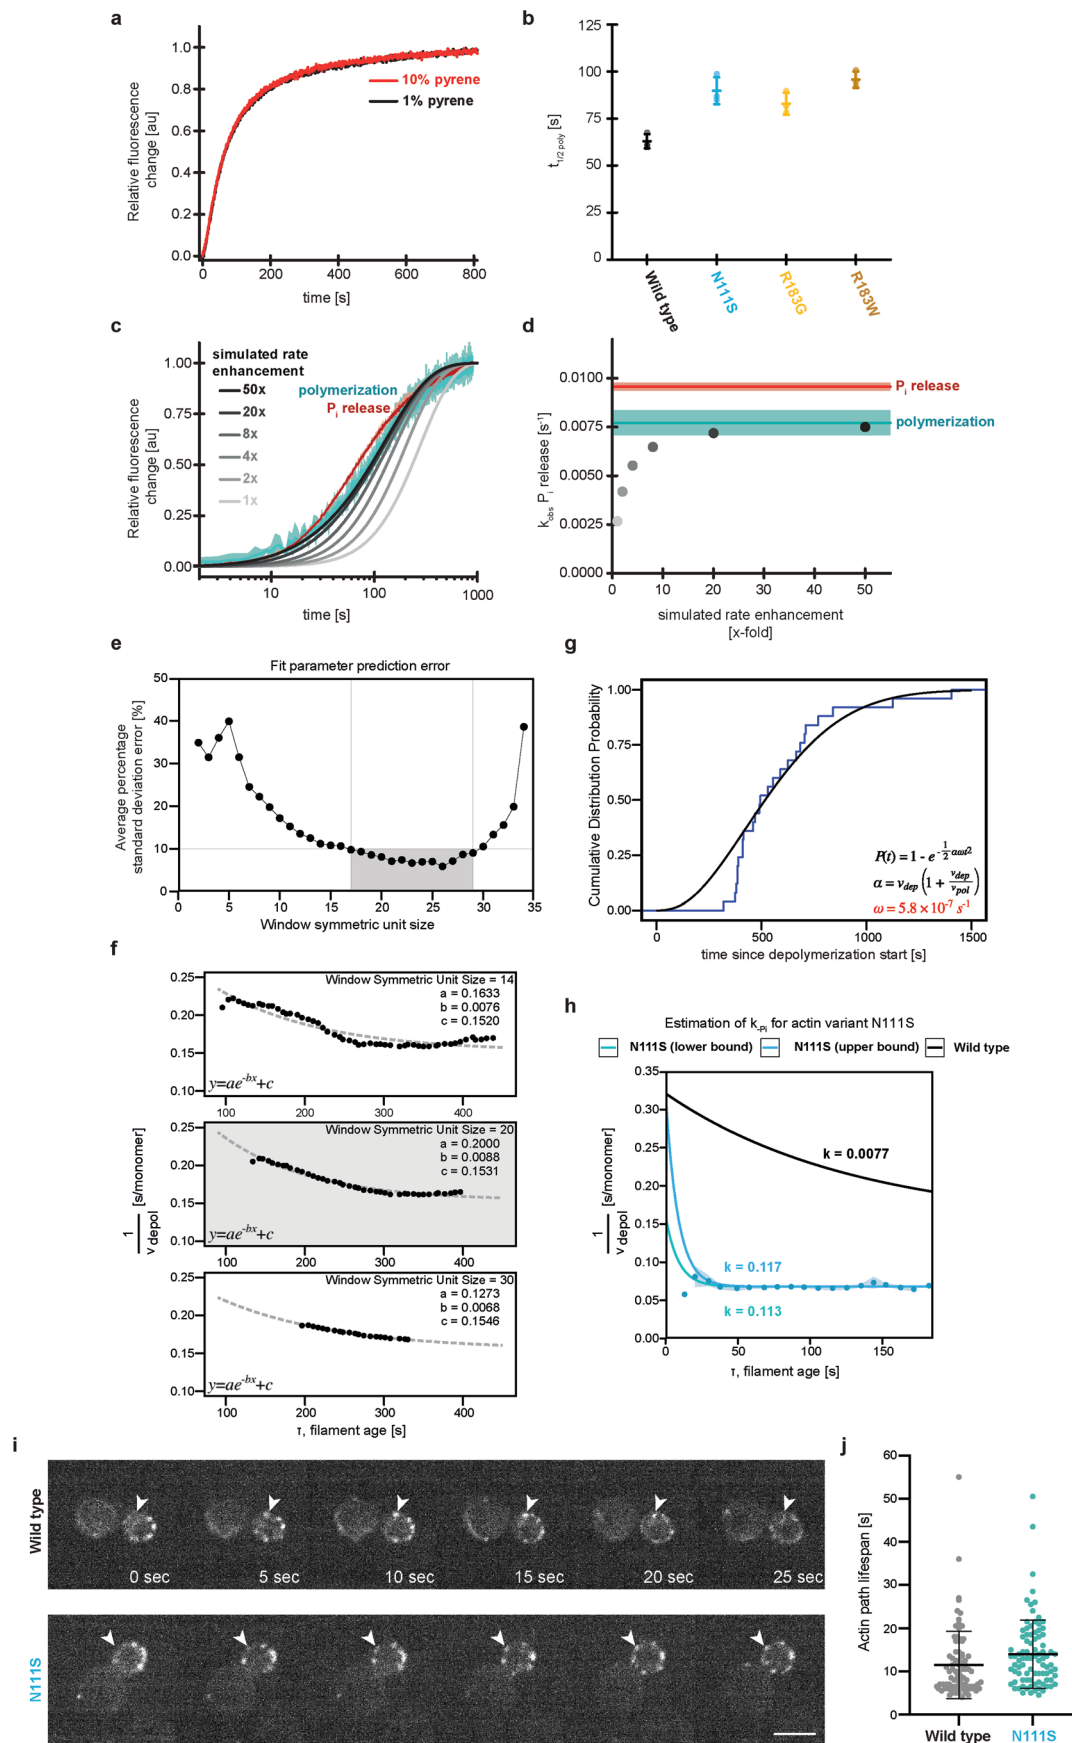 a
1.0
0.8
0.6
0.4
0.2
0.0
Relative fluorescence
change [au]
10% pyrene
1% pyrene
0
200
400
600
800
time [s]
b
125
100
75
50
25
0
t1/2 poly [s]
Wild type
N111S
R183G
R183W
c
simulated rate
enhancement
50x
20x
8x
4x
2x
1x
polymerization
Pi release
1.00
0.75
0.50
0.25
0.00
Relative fluorescence
change [au]
10
100
1000
time [s]
d
0.0100
0.0075
0.0050
0.0025
0.0000
kobs Pi release [s-1]
Pi release
polymerization
0
10
20
30
40
50
simulated rate enhancement
[x-fold]
e
Fit parameter prediction error
50
40
30
20
10
0
Average percentage
standard deviation error [%]
0
5
10
15
20
25
30
35
Window symmetric unit size
g
1.00
0.75
0.50
0.25
0.00
Cumulative Distribution Probability
P(t) = 1 - e-1/2 αωt2
α = vdep (1 + vdep/vpol)
ω = 5.8 × 10-7 s-1
0
500
1000
1500
time since depolymerization start [s]
f
0.25
0.20
0.15
0.10
Window Symmetric Unit Size = 14
a = 0.1633
b = 0.0076
c = 0.1520
y=ae-bx+c
100
200
300
400
0.25
0.20
0.15
0.10
Window Symmetric Unit Size = 20
a = 0.2000
b = 0.0088
c = 0.1531
y=ae-bx+c
100
200
300
400
1/v depol [s/monomer]
0.25
0.20
0.15
0.10
Window Symmetric Unit Size = 30
a = 0.1273
b = 0.0068
c = 0.1546
y=ae-bx+c
100
200
300
400
τ, filament age [s]
h
Estimation of k-Pi for actin variant N111S
N111S (lower bound)
N111S (upper bound)
Wild type
0.35
0.30
0.25
0.20
0.15
0.10
0.05
0.00
1/v depol [s/monomer]
k = 0.0077
k = 0.117
k = 0.113
0
50
100
150
τ, filament age [s]
i
Wild type
0 sec
5 sec
10 sec
15 sec
20 sec
25 sec
N111S
j
60
50
40
30
20
10
0
Actin path lifespan [s]
Wild type
N111S